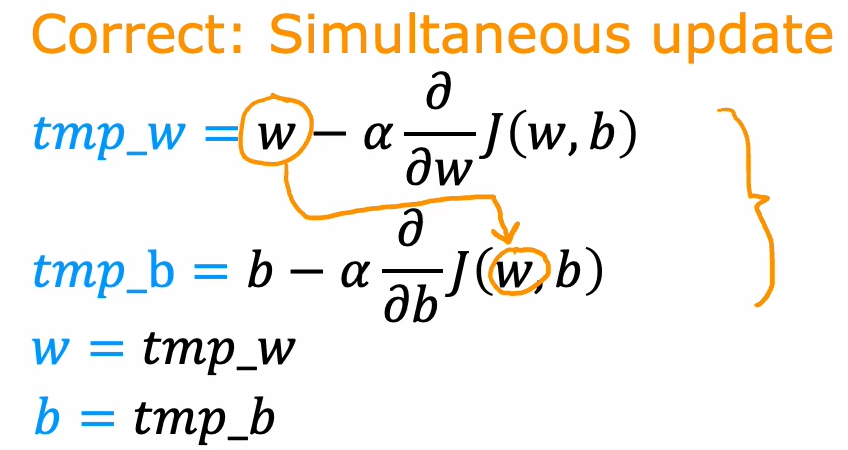 Correct: Simultaneous update
tmp_w = w − α ∂/∂w J(w, b)
tmp_b = b − α ∂/∂b J(w, b)
w = tmp_w
b = tmp_b